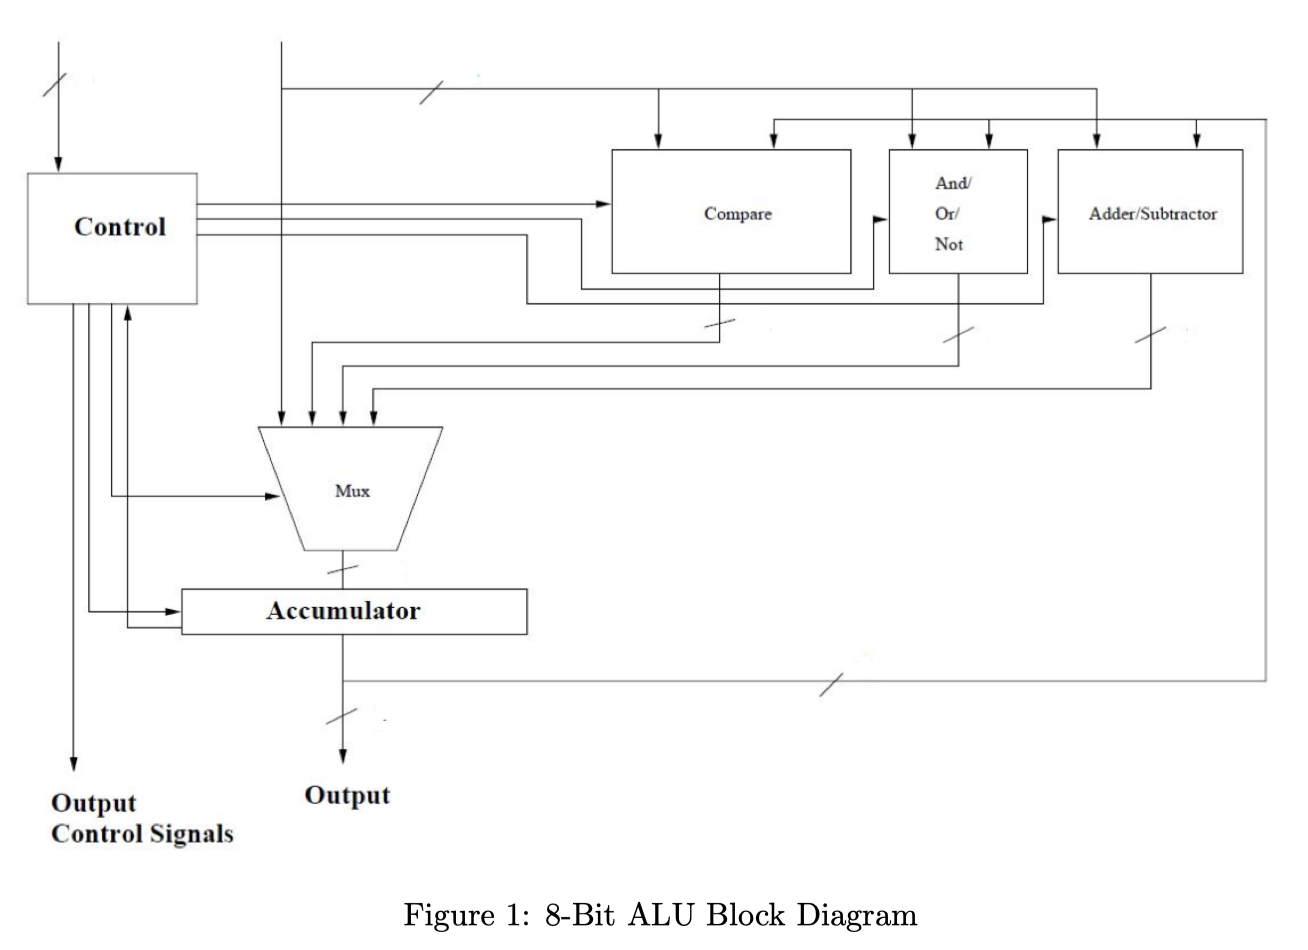 Control
Compare
And/
Or/
Not
Adder/Subtractor
Mux
Accumulator
Output
Control Signals
Output
Figure 1: 8-Bit ALU Block Diagram